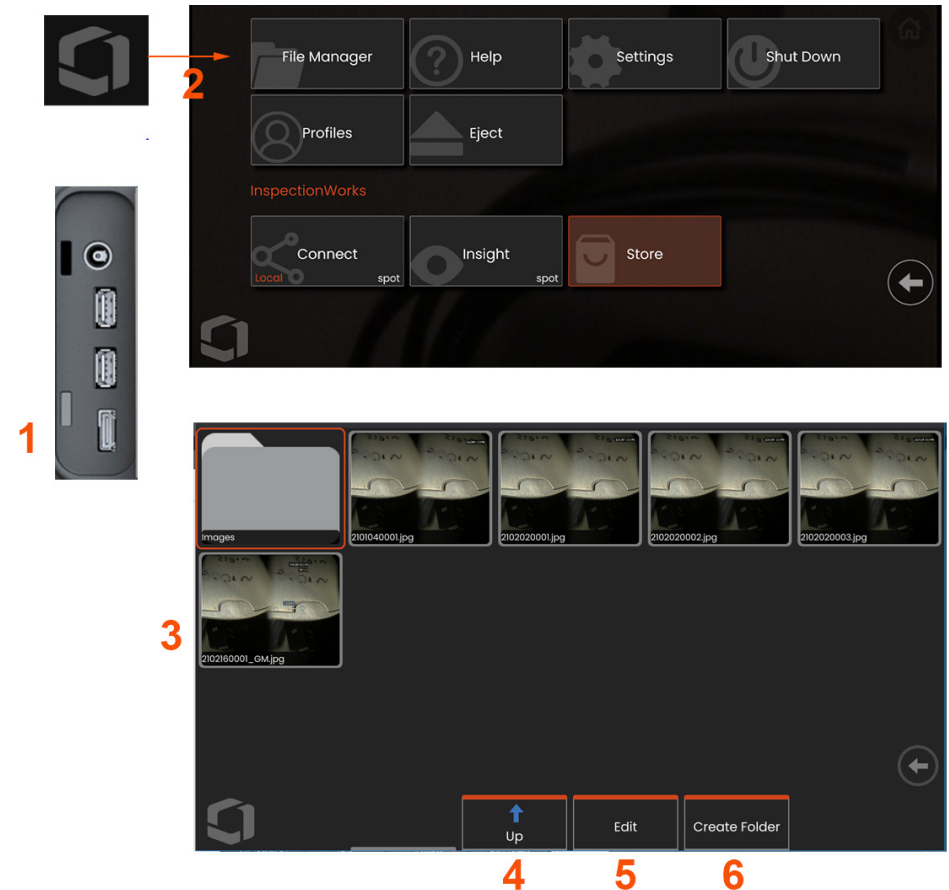 2
File Manager
Help
Settings
Shut Down
Profiles
Eject
InspectionWorks
Connect
Local
spot
Insight
spot
Store
1
Images
2101040001.jpg
2102020001.jpg
2102020002.jpg
2102020003.jpg
3
2102160001_GM.jpg
Up
Edit
Create Folder
4
5
6